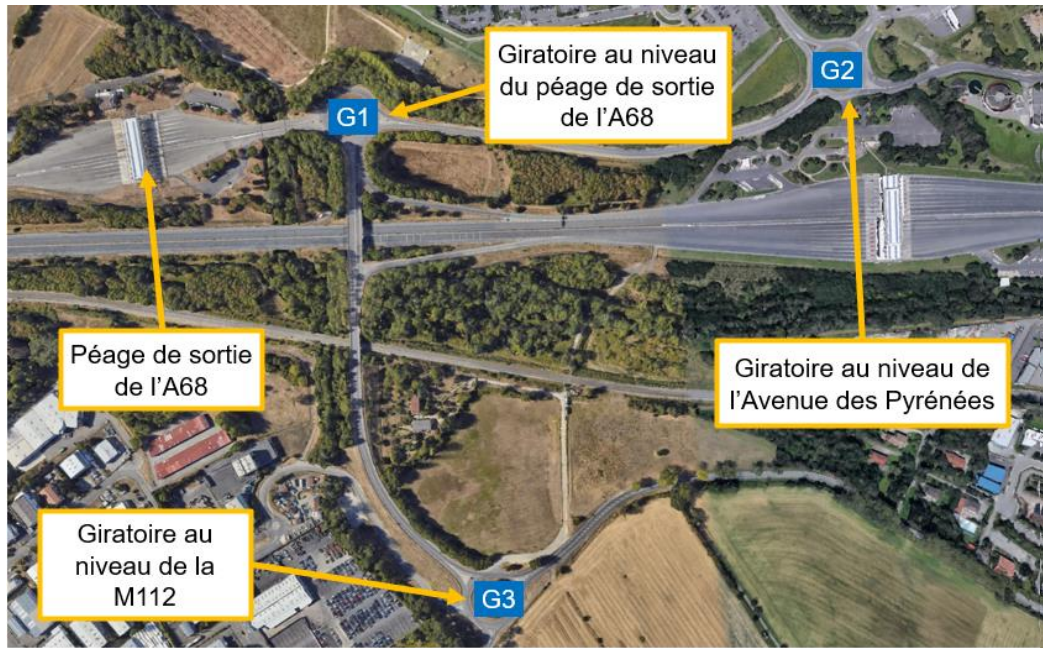 Giratoire au niveau
du péage de sortie
de l'A68
G1
G2
Péage de sortie
de l'A68
Giratoire au niveau de
l'Avenue des Pyrénées
Giratoire au
niveau de la
M112
G3